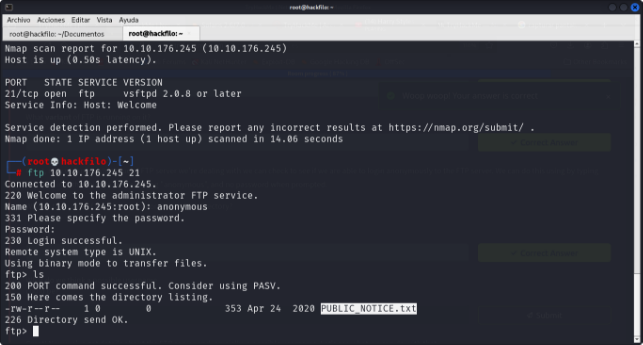 root@hackfilo: ~
Archivo Acciones Editar Vista Ayuda
root@hackfilo: ~/Documentos root@hackfilo: ~
Nmap scan report for 10.10.176.245 (10.10.176.245)
Host is up (0.50s latency).
PORT STATE SERVICE VERSION
21/tcp open ftp vsftpd 2.0.8 or later
Service Info: Host: Welcome
Service detection performed. Please report any incorrect results at https://nmap.org/submit/ .
Nmap done: 1 IP address (1 host up) scanned in 14.06 seconds
┌──(root💀hackfilo)-[~]
└─# ftp 10.10.176.245 21
Connected to 10.10.176.245.
220 Welcome to the administrator FTP service.
Name (10.10.176.245:root): anonymous
331 Please specify the password.
Password:
230 Login successful.
Remote system type is UNIX.
Using binary mode to transfer files.
ftp> ls
200 PORT command successful. Consider using PASV.
150 Here comes the directory listing.
-rw-r--r-- 1 0 0 353 Apr 24 2020 PUBLIC_NOTICE.txt
226 Directory send OK.
ftp>